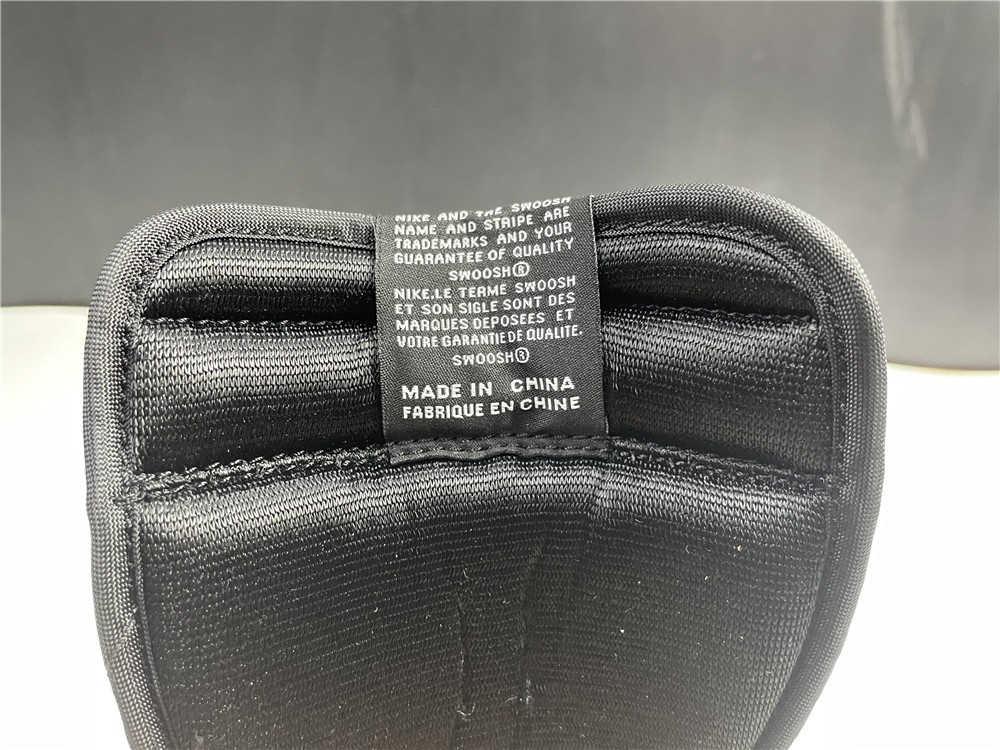 NIKE AND THE SWOOSH
NAME AND STRIPE ARE
TRADEMARKS AND YOUR
GUARANTEE OF QUALITY
SWOOSH®
NIKE.LE TERME SWOOSH
ET SON SIGLE SONT DES
MARQUES DEPOSEES ET
VOTRE GARANTIE DE QUALITE.
SWOOSH®
MADE IN CHINA
FABRIQUE EN CHINE